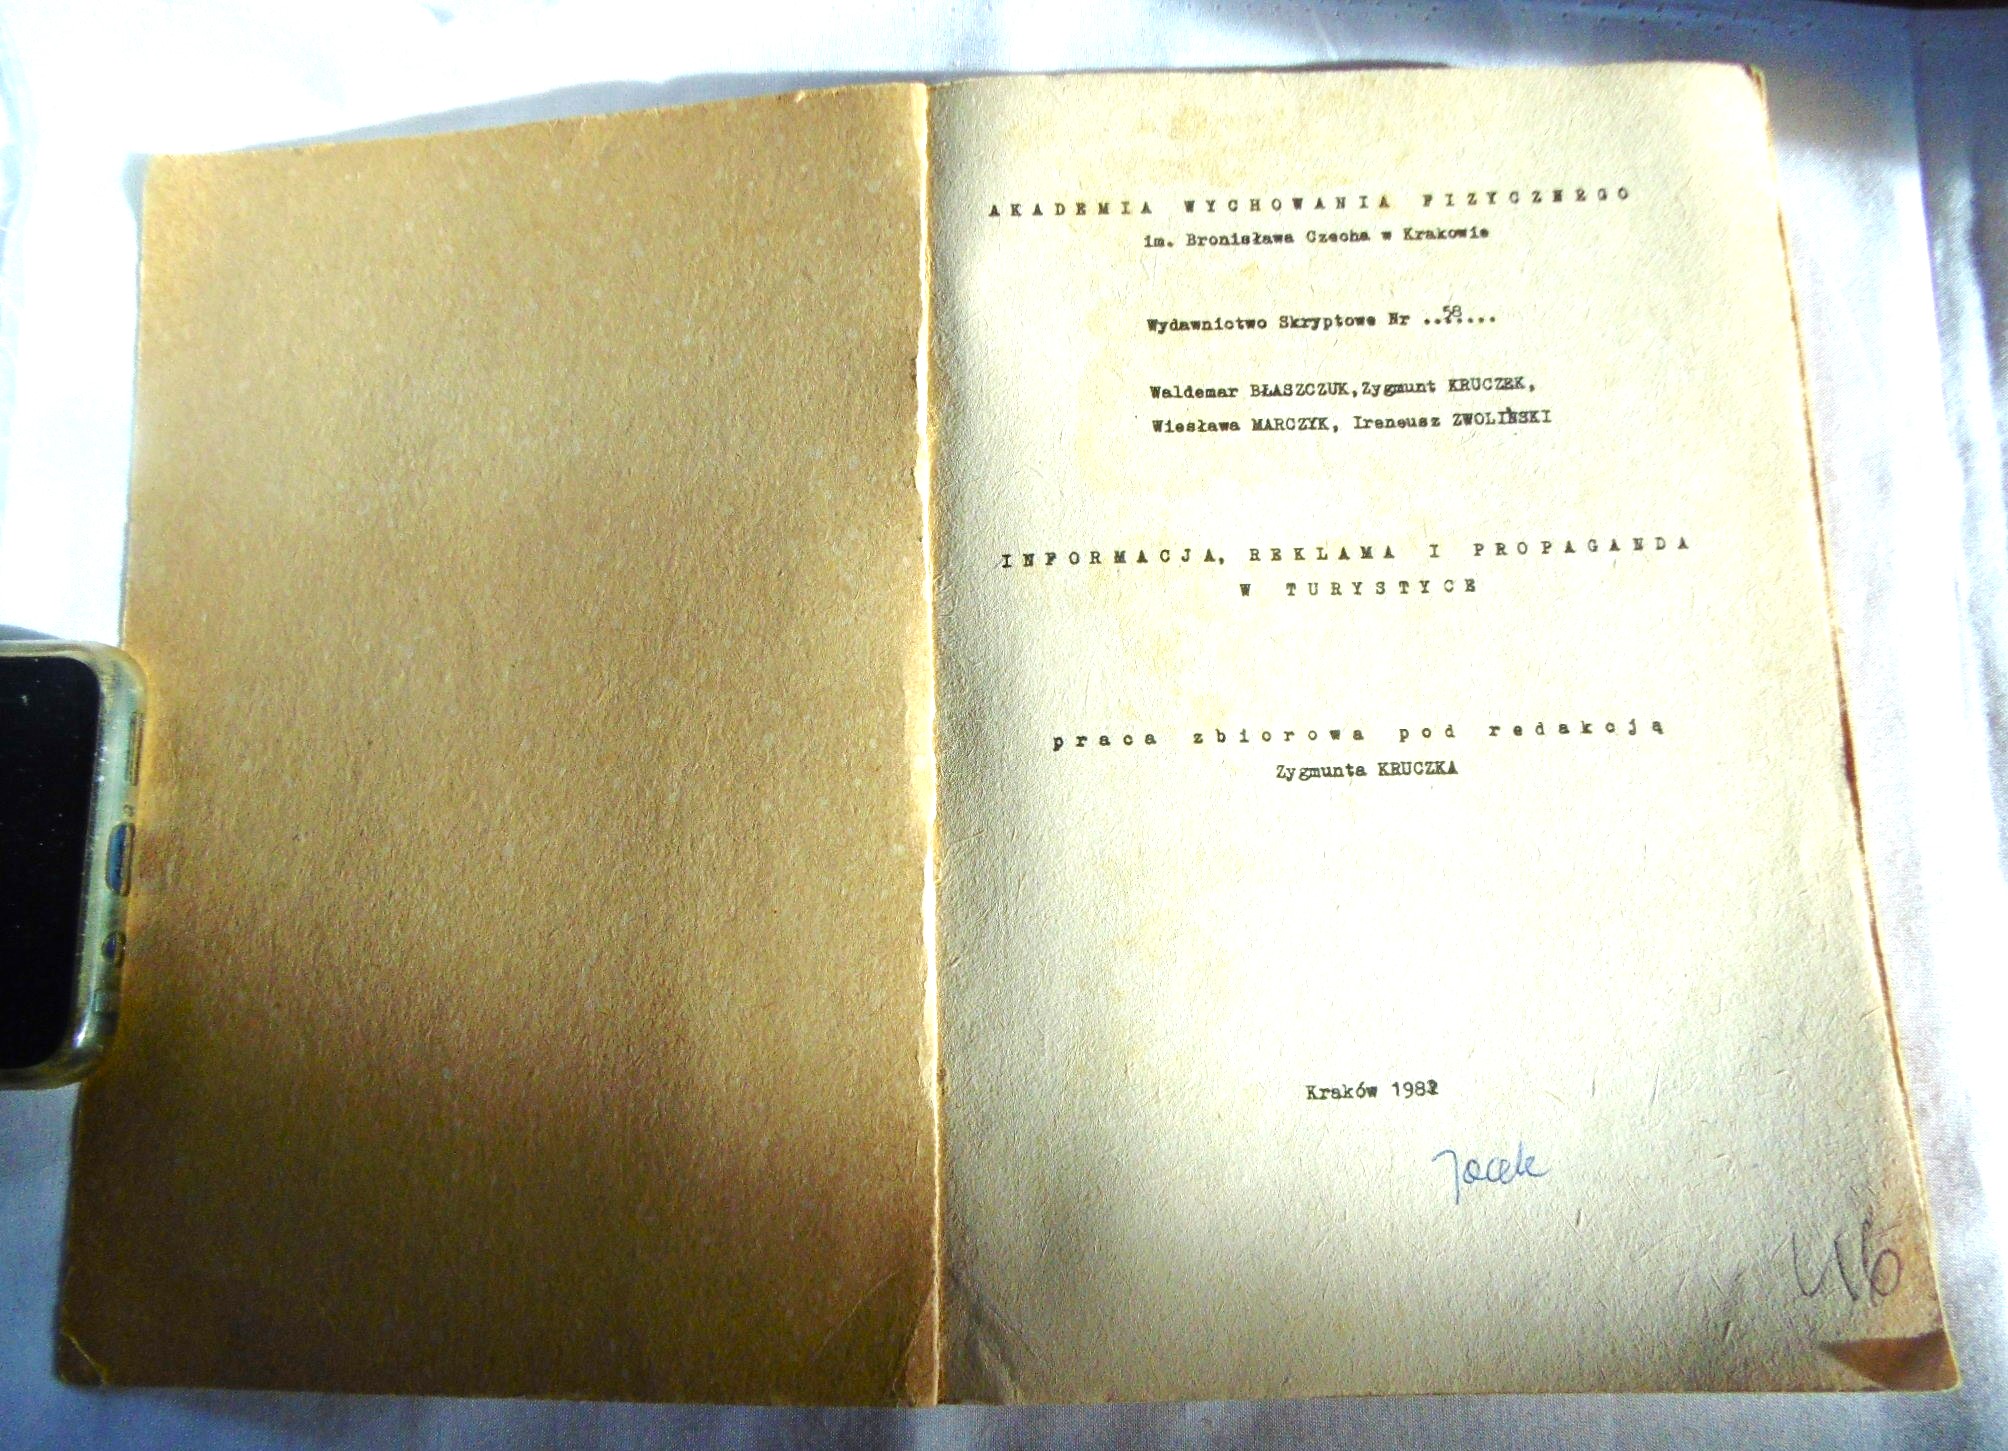 AKADEMIA WYCHOWANIA FIZYCZNEGO
im. Bronisława Czecha w Krakowie
Wydawnictwo Skryptowe Nr ..58....
Waldemar BŁASZCZUK, Zygmunt KRUCZEK,
Wiesława MARCZYK, Ireneusz ZWOLIŃSKI
INFORMACJA, REKLAMA I PROPAGANDA
W TURYSTYCE
praca zbiorowa pod redakcją
Zygmunta KRUCZKA
Kraków 1982
Jacek